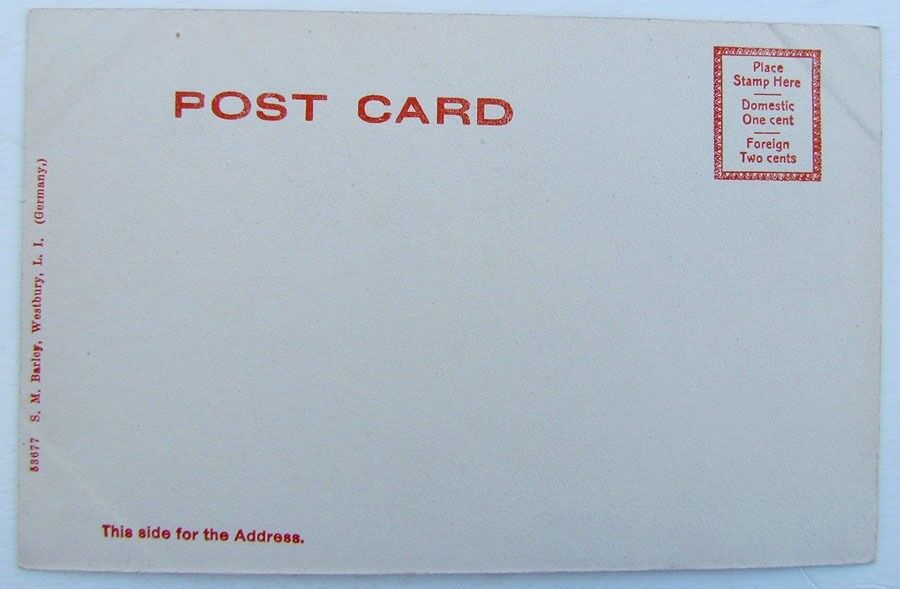 POST CARD
Place
Stamp Here
Domestic
One cent
Foreign
Two cents
53677 S. M. Barley, Westbury, L. I. (Germany,)
This side for the Address.